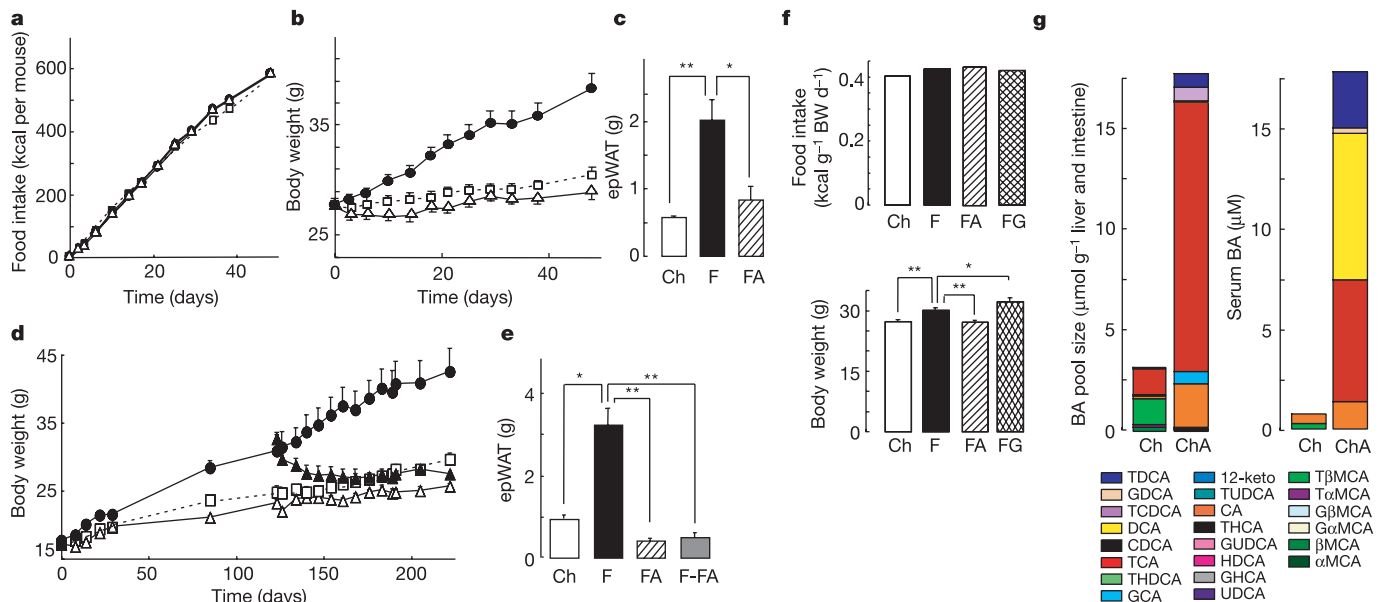 a
Food intake (kcal per mouse)
600
400
200
0
0
20
40
Time (days)
b
Body weight (g)
35
25
0
20
40
Time (days)
c
**
*
epWAT (g)
2
1
0
Ch
F
FA
d
Body weight (g)
45
35
25
15
0
50
100
150
200
Time (days)
e
*
**
**
epWAT (g)
4
2
0
Ch
F
FA
F-FA
f
Food intake
(kcal g⁻¹ BW d⁻¹)
0.4
0.2
0
Ch
F
FA
FG
**
*
**
Body weight (g)
30
15
0
Ch
F
FA
FG
g
BA pool size (μmol g⁻¹ liver and intestine)
15
5
0
Ch
ChA
Serum BA (μM)
15
5
0
Ch
ChA
TDCA
GDCA
TCDCA
DCA
CDCA
TCA
THDCA
GCA
12-keto
TUDCA
CA
THCA
GUDCA
HDCA
GHCA
UDCA
TβMCA
TαMCA
GβMCA
GαMCA
βMCA
αMCA